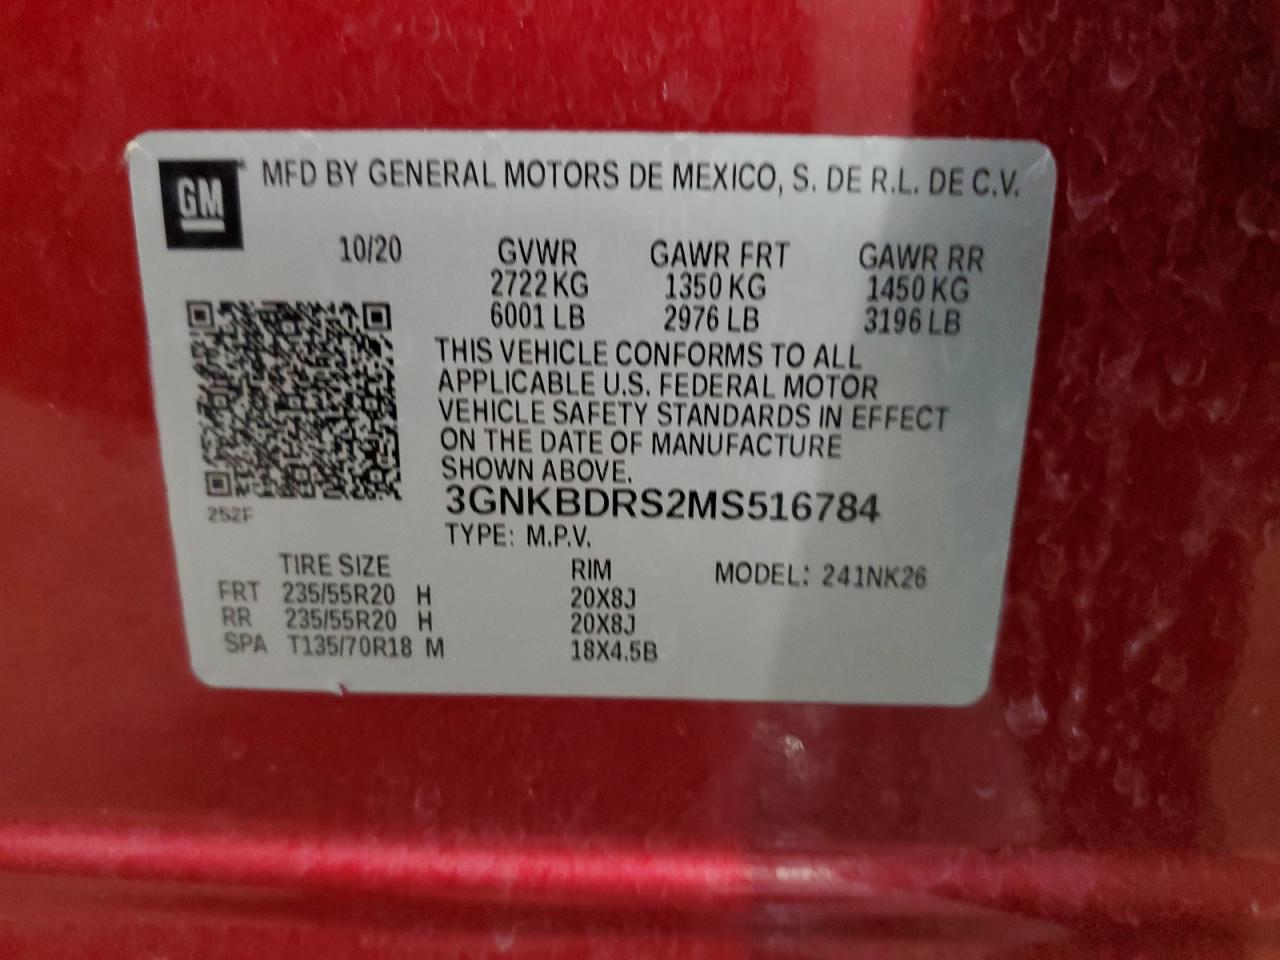 GM MFD BY GENERAL MOTORS DE MEXICO, S. DE R.L. DE C.V.
10/20 GVWR GAWR FRT GAWR RR
2722 KG 1350 KG 1450 KG
6001 LB 2976 LB 3196 LB
THIS VEHICLE CONFORMS TO ALL
APPLICABLE U.S. FEDERAL MOTOR
VEHICLE SAFETY STANDARDS IN EFFECT
ON THE DATE OF MANUFACTURE
SHOWN ABOVE.
252F
3GNKBDRS2MS516784
TYPE: M.P.V.
TIRE SIZE RIM MODEL: 241NK26
FRT 235/55R20 H 20X8J
RR 235/55R20 H 20X8J
SPA T135/70R18 M 18X4.5B